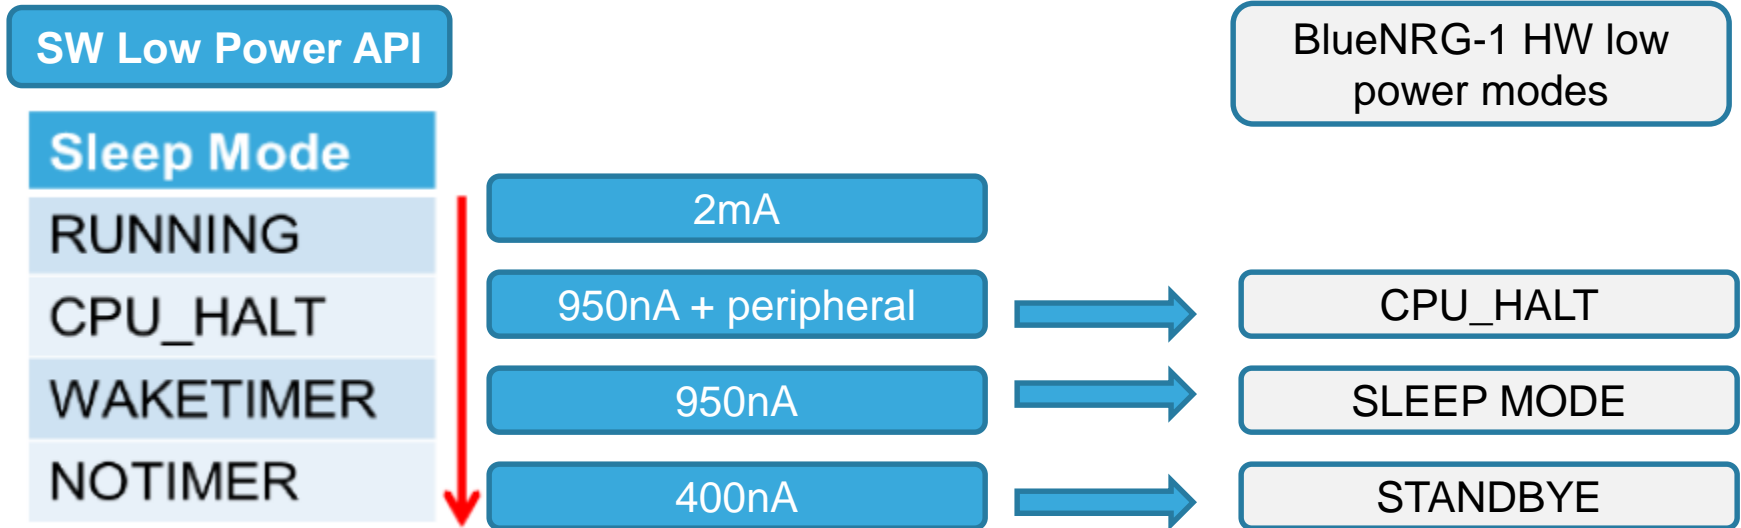 SW Low Power API
BlueNRG-1 HW low
power modes
Sleep Mode
RUNNING
2mA
CPU_HALT
950nA + peripheral
CPU_HALT
WAKETIMER
950nA
SLEEP MODE
NOTIMER
400nA
STANDBYE